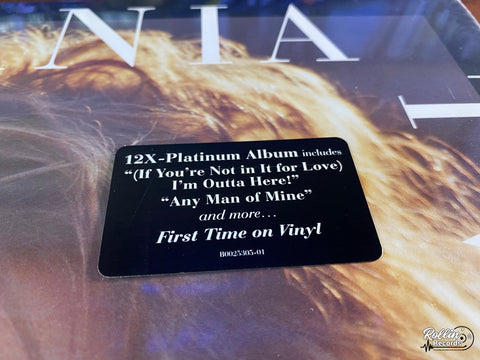 NIA
12X-Platinum Album includes
“(If You’re Not in It for Love)
I’m Outta Here!”
“Any Man of Mine”
and more…
First Time on Vinyl
B0025305-01
Rollin’
Records